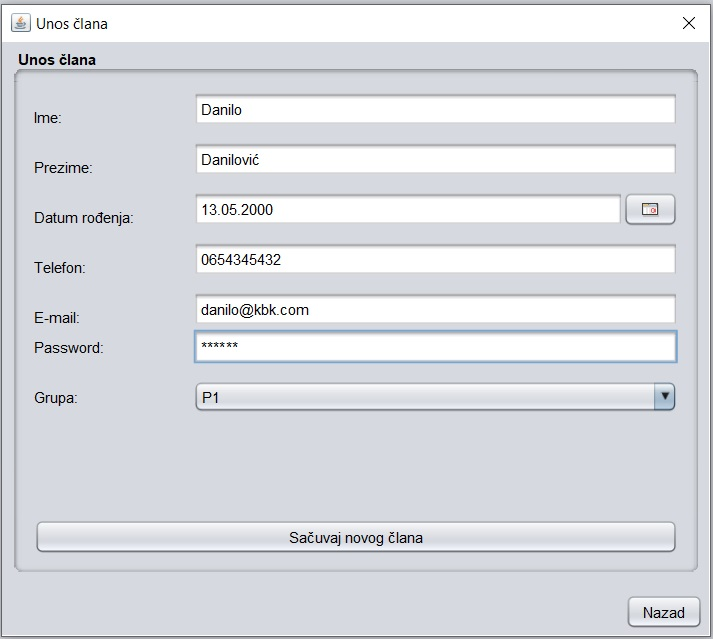 Unos člana
Unos člana
Ime:
Danilo
Prezime:
Danilović
Datum rođenja:
13.05.2000
Telefon:
0654345432
E-mail:
danilo@kbk.com
Password:
******
Grupa:
P1
Sačuvaj novog člana
Nazad